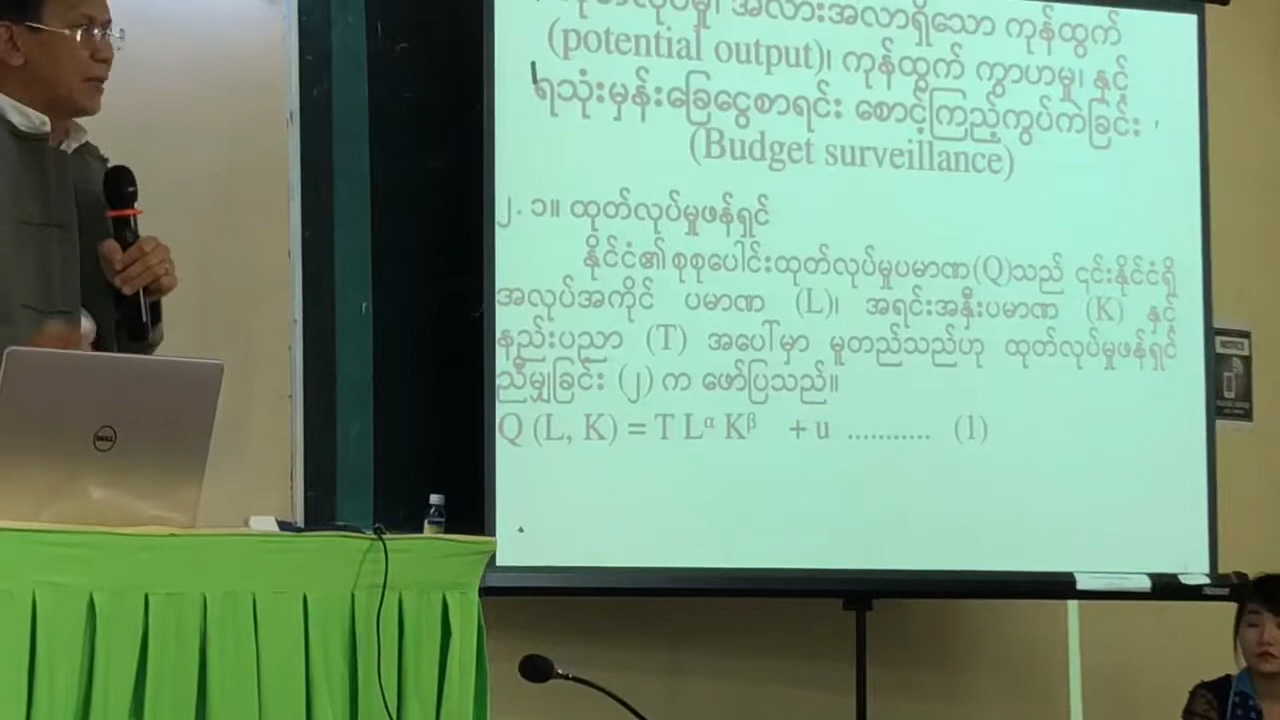 ထုတ်လုပ်မှု၊ အလားအလာရှိသော ကုန်ထွက်
(potential output)၊ ကုန်ထွက် ကွာဟမှု၊ နှင့်
ရသုံးမှန်းခြေငွေစာရင်း စောင့်ကြည့်ကွပ်ကဲခြင်း
(Budget surveillance)
၂.၁။ ထုတ်လုပ်မှုဖန်ရှင်
နိုင်ငံ၏ စုစုပေါင်းထုတ်လုပ်မှုပမာဏ(Q)သည် ၎င်းနိုင်ငံရှိ
အလုပ်အကိုင် ပမာဏ (L)၊ အရင်းအနှီးပမာဏ (K) နှင့်
နည်းပညာ (T) အပေါ်မှာ မူတည်သည်ဟု ထုတ်လုပ်မှုဖန်ရှင်
ညီမျှခြင်း (၂) က ဖော်ပြသည်။
Q (L, K) = T L^α K^β + u ........... (1)
DELL
NOTICE